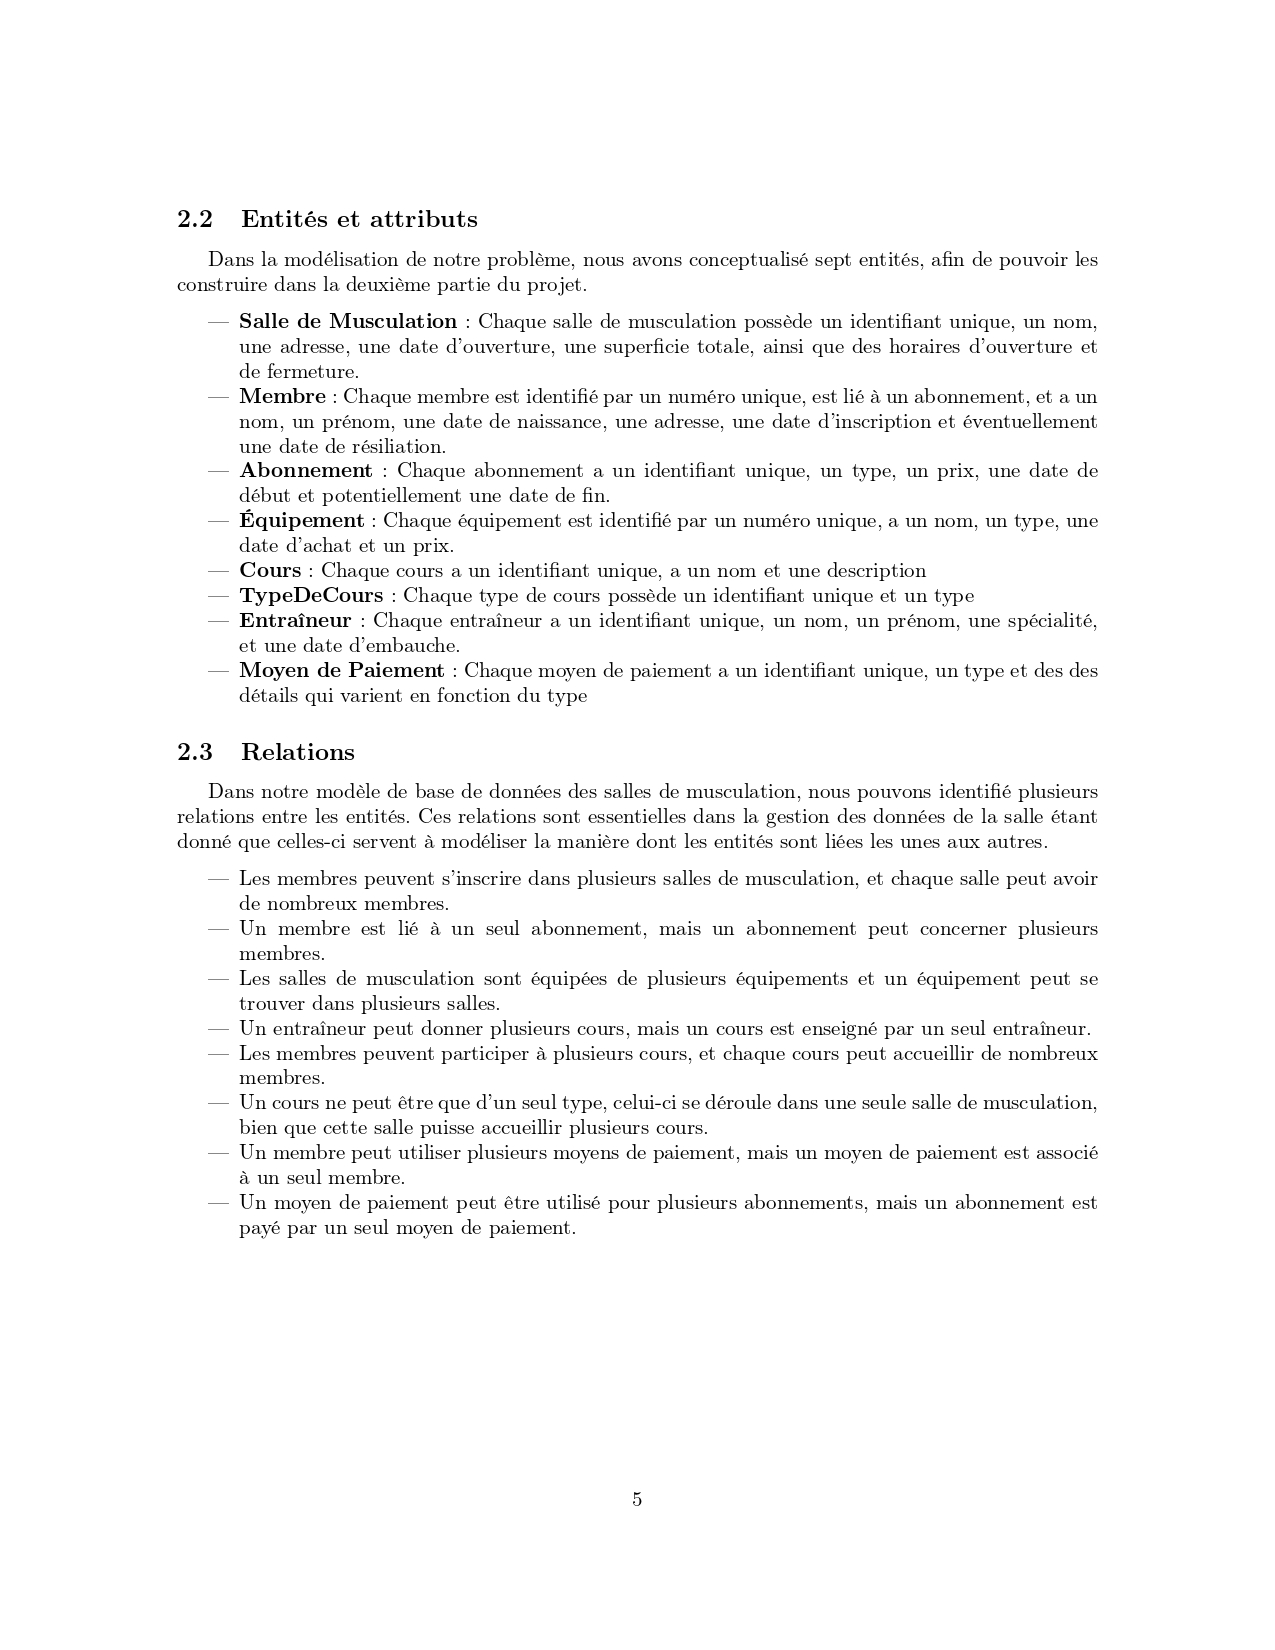 2.2 Entités et attributs
Dans la modélisation de notre problème, nous avons conceptualisé sept entités, afin de pouvoir les
construire dans la deuxième partie du projet.
— Salle de Musculation : Chaque salle de musculation possède un identifiant unique, un nom,
une adresse, une date d'ouverture, une superficie totale, ainsi que des horaires d'ouverture et
de fermeture.
— Membre : Chaque membre est identifié par un numéro unique, est lié à un abonnement, et a un
nom, un prénom, une date de naissance, une adresse, une date d'inscription et éventuellement
une date de résiliation.
— Abonnement : Chaque abonnement a un identifiant unique, un type, un prix, une date de
début et potentiellement une date de fin.
— Équipement : Chaque équipement est identifié par un numéro unique, a un nom, un type, une
date d'achat et un prix.
— Cours : Chaque cours a un identifiant unique, a un nom et une description
— TypeDeCours : Chaque type de cours possède un identifiant unique et un type
— Entraîneur : Chaque entraîneur a un identifiant unique, un nom, un prénom, une spécialité,
et une date d'embauche.
— Moyen de Paiement : Chaque moyen de paiement a un identifiant unique, un type et des des
détails qui varient en fonction du type
2.3 Relations
Dans notre modèle de base de données des salles de musculation, nous pouvons identifié plusieurs
relations entre les entités. Ces relations sont essentielles dans la gestion des données de la salle étant
donné que celles-ci servent à modéliser la manière dont les entités sont liées les unes aux autres.
— Les membres peuvent s'inscrire dans plusieurs salles de musculation, et chaque salle peut avoir
de nombreux membres.
— Un membre est lié à un seul abonnement, mais un abonnement peut concerner plusieurs
membres.
— Les salles de musculation sont équipées de plusieurs équipements et un équipement peut se
trouver dans plusieurs salles.
— Un entraîneur peut donner plusieurs cours, mais un cours est enseigné par un seul entraîneur.
— Les membres peuvent participer à plusieurs cours, et chaque cours peut accueillir de nombreux
membres.
— Un cours ne peut être que d'un seul type, celui-ci se déroule dans une seule salle de musculation,
bien que cette salle puisse accueillir plusieurs cours.
— Un membre peut utiliser plusieurs moyens de paiement, mais un moyen de paiement est associé
à un seul membre.
— Un moyen de paiement peut être utilisé pour plusieurs abonnements, mais un abonnement est
payé par un seul moyen de paiement.
5